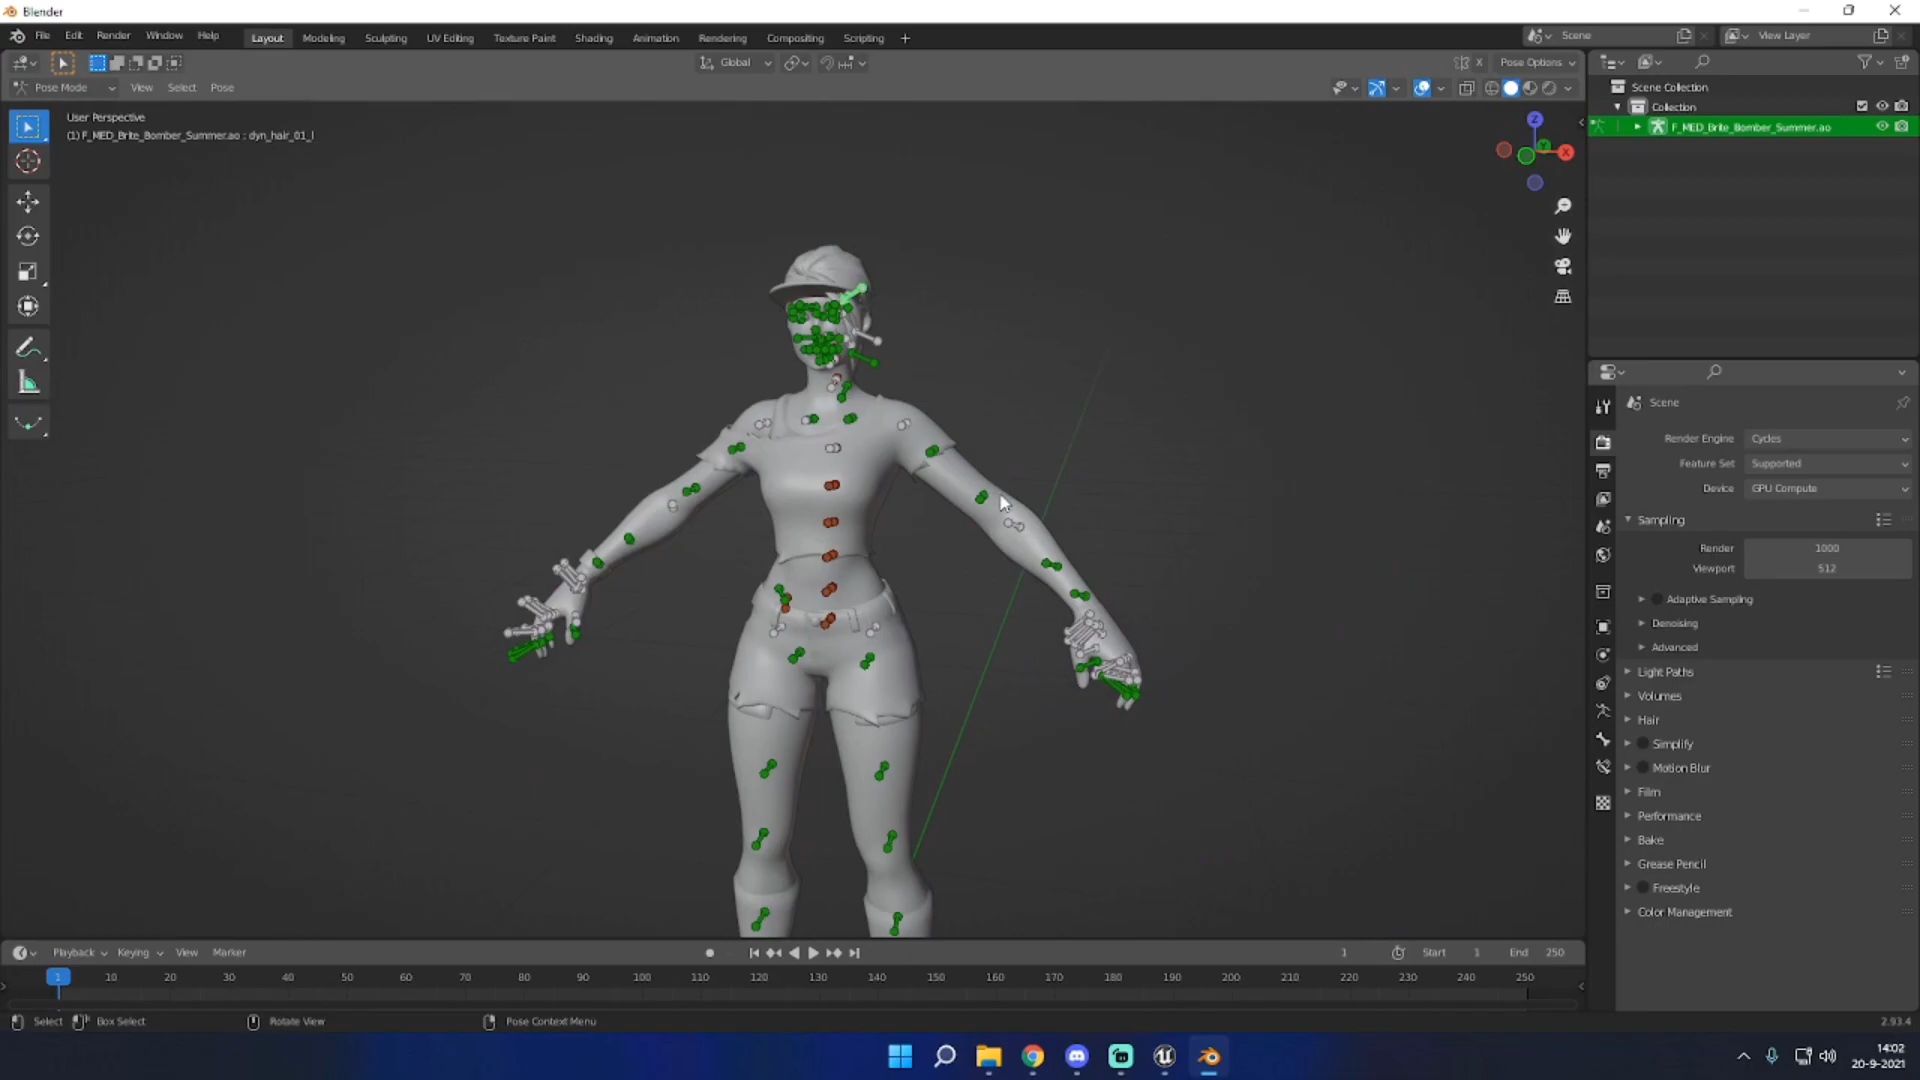 Blender
File Edit Render Window Help Layout Modeling Sculpting UV Editing Texture Paint Shading Animation Rendering Compositing Scripting + Scene View Layer
Global X Pose Options
Pose Mode View Select Pose
User Perspective
(1) F_MED_Brite_Bomber_Summer.ao : dyn_hair_01_l
Z
Y
X
Scene Collection
Collection
F_MED_Brite_Bomber_Summer.ao
Scene
Render Engine Cycles
Feature Set Supported
Device GPU Compute
Sampling
Render 1000
Viewport 512
Adaptive Sampling
Denoising
Advanced
Light Paths
Volumes
Hair
Simplify
Motion Blur
Film
Performance
Bake
Grease Pencil
Freestyle
Color Management
Playback Keying View Marker 1 Start 1 End 250
1 10 20 30 40 50 60 70 80 90 100 110 120 130 140 150 160 170 180 190 200 210 220 230 240 250
Select Box Select Rotate View Pose Context Menu 2.93.4
14:02
20-9-2021